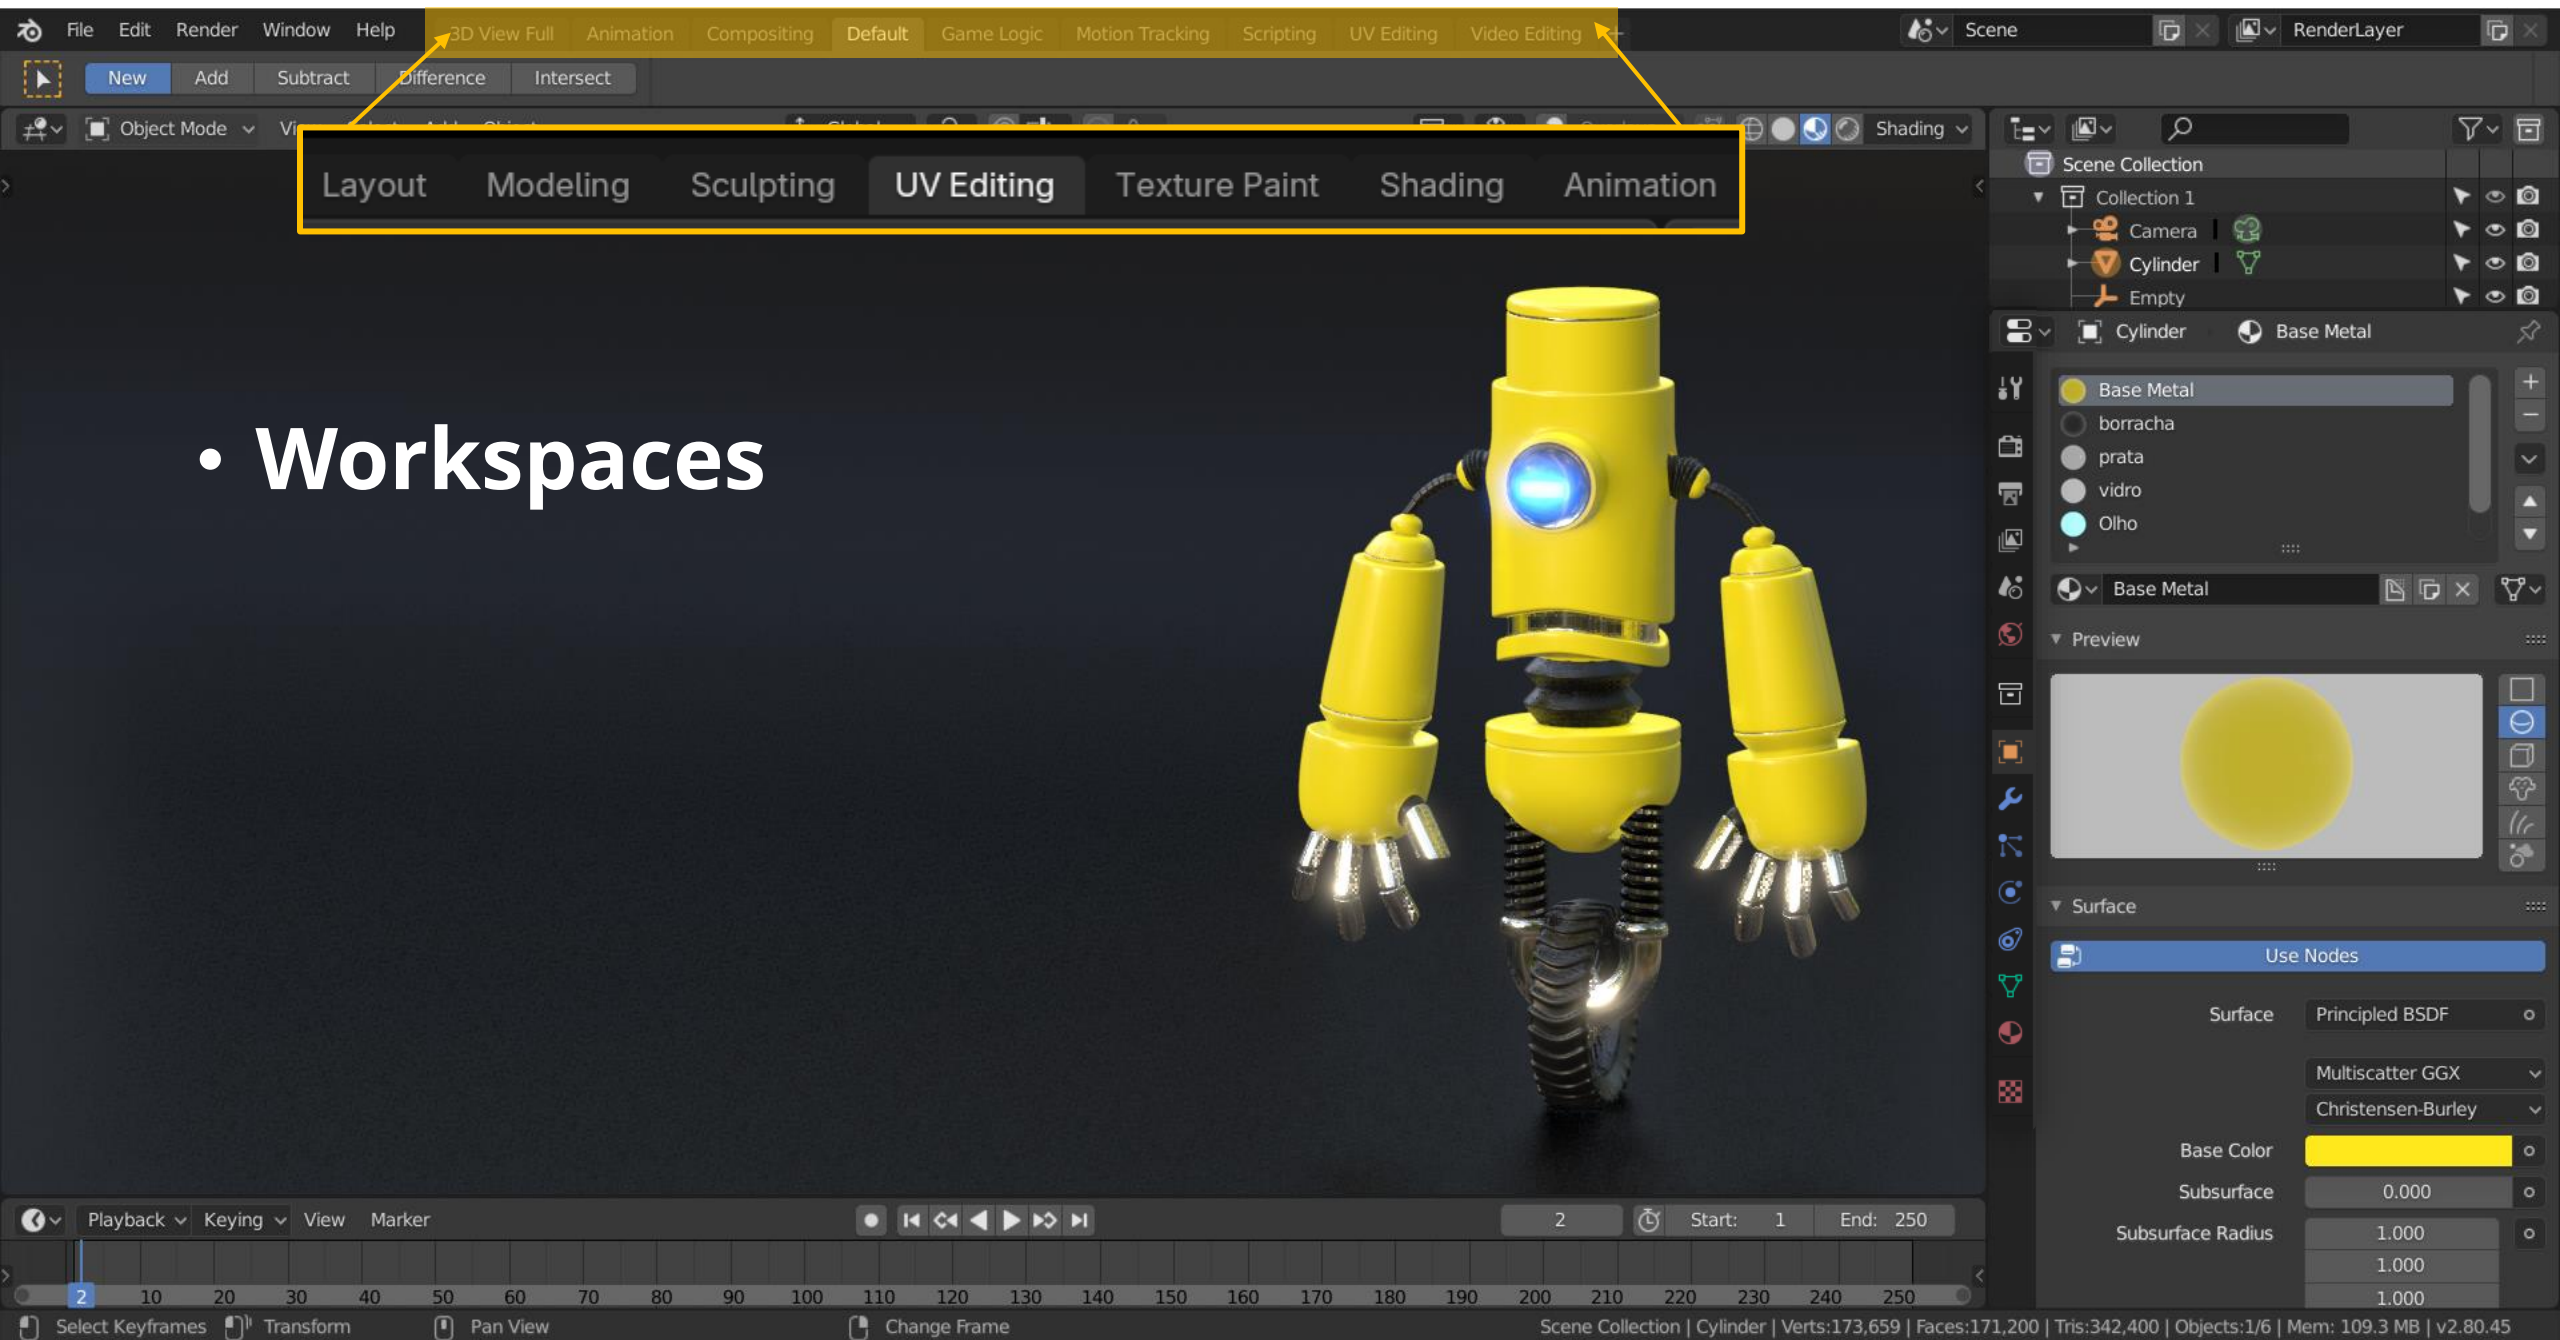 File Edit Render Window Help 3D View Full Animation Compositing Default Game Logic Motion Tracking Scripting UV Editing Video Editing + Scene RenderLayer
New Add Subtract Difference Intersect
Object Mode Shading
Layout Modeling Sculpting UV Editing Texture Paint Shading Animation
Scene Collection
Collection 1
Camera
Cylinder
Empty
Cylinder Base Metal
Base Metal
borracha
prata
vidro
Olho
Base Metal
Preview
• Workspaces
Surface
Use Nodes
Surface Principled BSDF
Multiscatter GGX
Christensen-Burley
Base Color
Subsurface 0.000
Subsurface Radius 1.000
1.000
1.000
Playback Keying View Marker 2 Start: 1 End: 250
2 10 20 30 40 50 60 70 80 90 100 110 120 130 140 150 160 170 180 190 200 210 220 230 240 250
Select Keyframes Transform Pan View Change Frame Scene Collection | Cylinder | Verts:173,659 | Faces:171,200 | Tris:342,400 | Objects:1/6 | Mem: 109.3 MB | v2.80.45